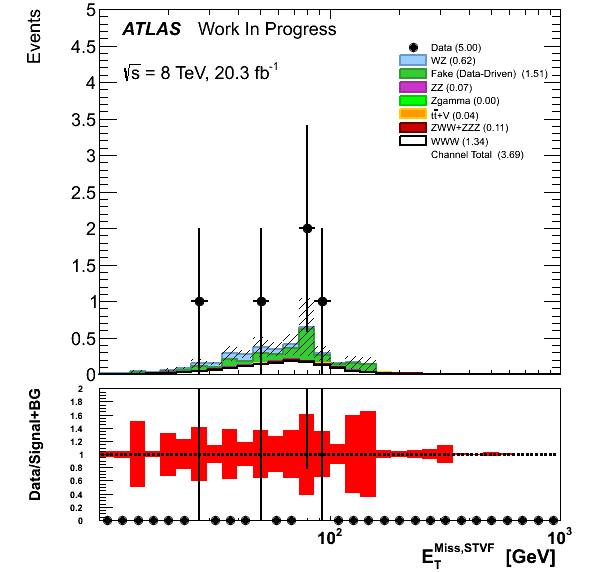 Events
5
4.5
4
3.5
3
2.5
2
1.5
1
0.5
0
ATLAS Work In Progress
√s = 8 TeV, 20.3 fb⁻¹
Data (5.00)
WZ (0.62)
Fake (Data-Driven) (1.51)
ZZ (0.07)
Zgamma (0.00)
tt̄+V (0.04)
ZWW+ZZZ (0.11)
WWW (1.34)
Channel Total (3.69)
Data/Signal+BG
2
1.8
1.6
1.4
1.2
1
0.8
0.6
0.4
0.2
0
10² 10³
E_T^Miss,STVF [GeV]